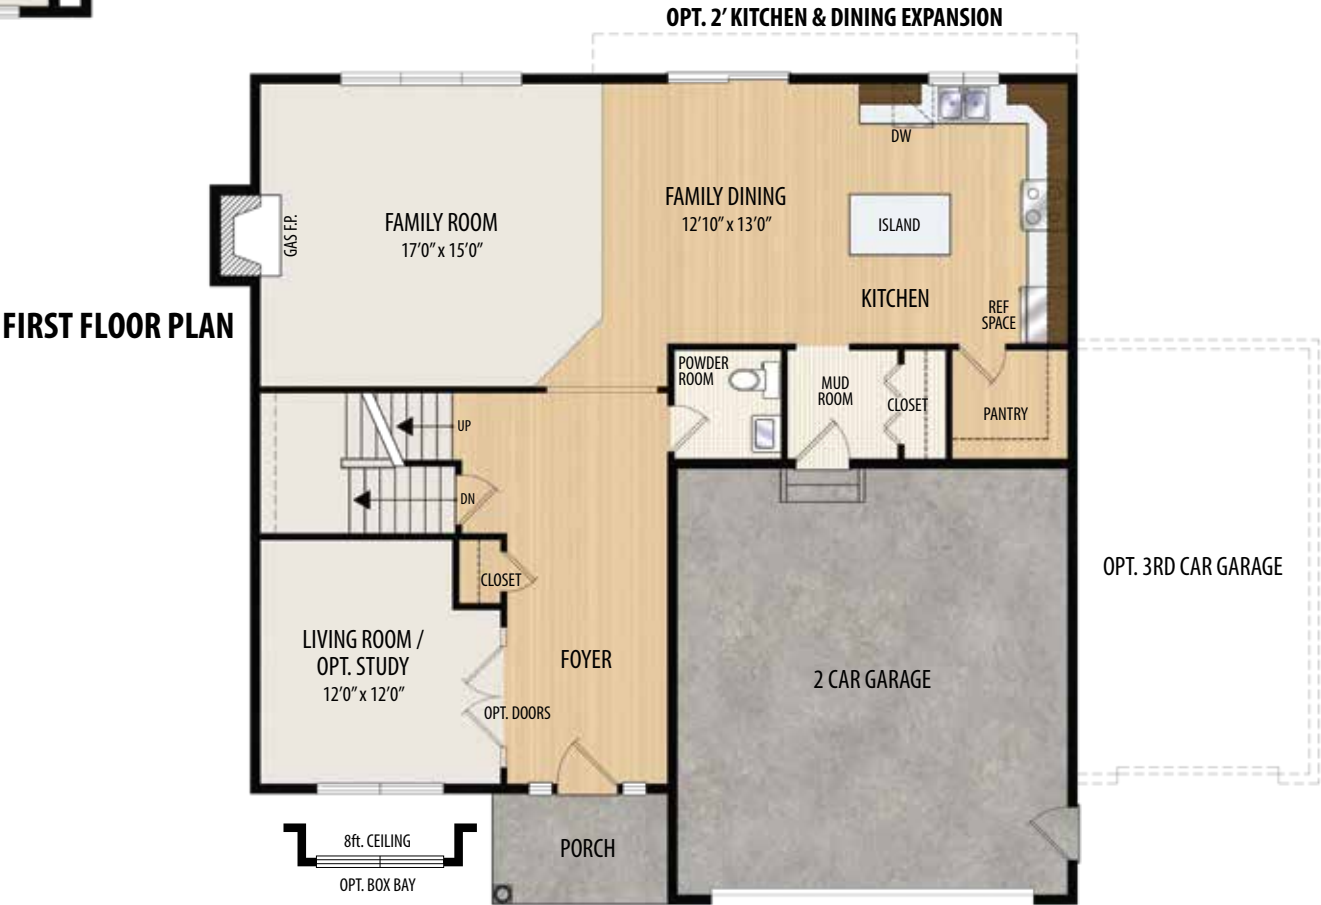 OPT. 2’ KITCHEN & DINING EXPANSION
DW
FAMILY DINING
12’10” x 13’0”
ISLAND
FAMILY ROOM
17’0” x 15’0”
GAS F.P.
KITCHEN
REF
SPACE
FIRST FLOOR PLAN
POWDER
ROOM
MUD
ROOM
CLOSET
PANTRY
UP
DN
CLOSET
OPT. 3RD CAR GARAGE
LIVING ROOM /
OPT. STUDY
12’0” x 12’0”
FOYER
2 CAR GARAGE
OPT. DOORS
8ft. CEILING
PORCH
OPT. BOX BAY